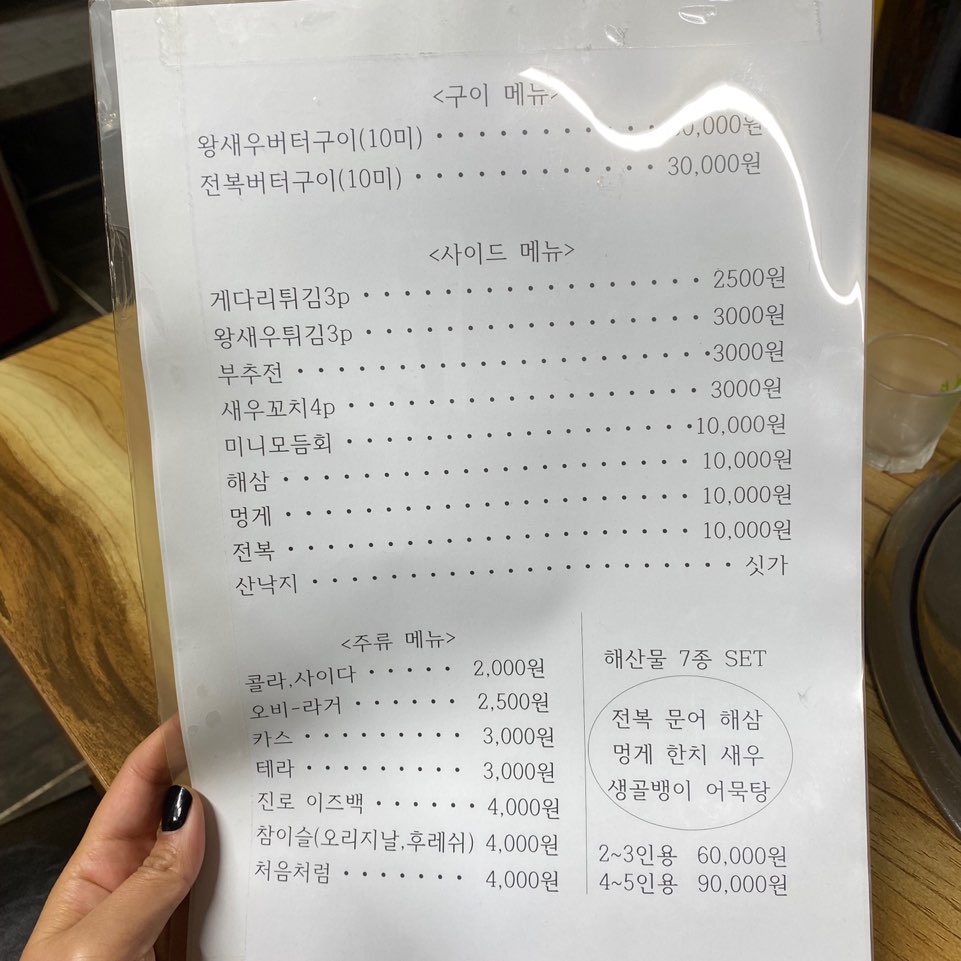 <구이 메뉴>
왕새우버터구이(10미) ・・・・・・・・・・・ 0,000원
전복버터구이(10미) ・・・・・・・・・・・・ 30,000원
<사이드 메뉴>
게다리튀김3p ・・・・・・・・・・・・・・・・・ 2500원
왕새우튀김3p ・・・・・・・・・・・・・・・・・ 3000원
부추전 ・・・・・・・・・・・・・・・・・・・・3000원
새우꼬치4p ・・・・・・・・・・・・・・・・・・ 3000원
미니모듬회 ・・・・・・・・・・・・・・・・・・10,000원
해삼 ・・・・・・・・・・・・・・・・・・・・ 10,000원
멍게 ・・・・・・・・・・・・・・・・・・・・ 10,000원
전복 ・・・・・・・・・・・・・・・・・・・・ 10,000원
산낙지 ・・・・・・・・・・・・・・・・・・・・ 싯가
<주류 메뉴>
콜라,사이다 ・・・・・ 2,000원
오비-라거 ・・・・・・ 2,500원
카스 ・・・・・・・・・ 3,000원
테라 ・・・・・・・・・ 3,000원
진로 이즈백 ・・・・・・ 4,000원
참이슬(오리지날,후레쉬) 4,000원
처음처럼 ・・・・・・・ 4,000원
해산물 7종 SET
전복 문어 해삼
멍게 한치 새우
생골뱅이 어묵탕
2~3인용 60,000원
4~5인용 90,000원